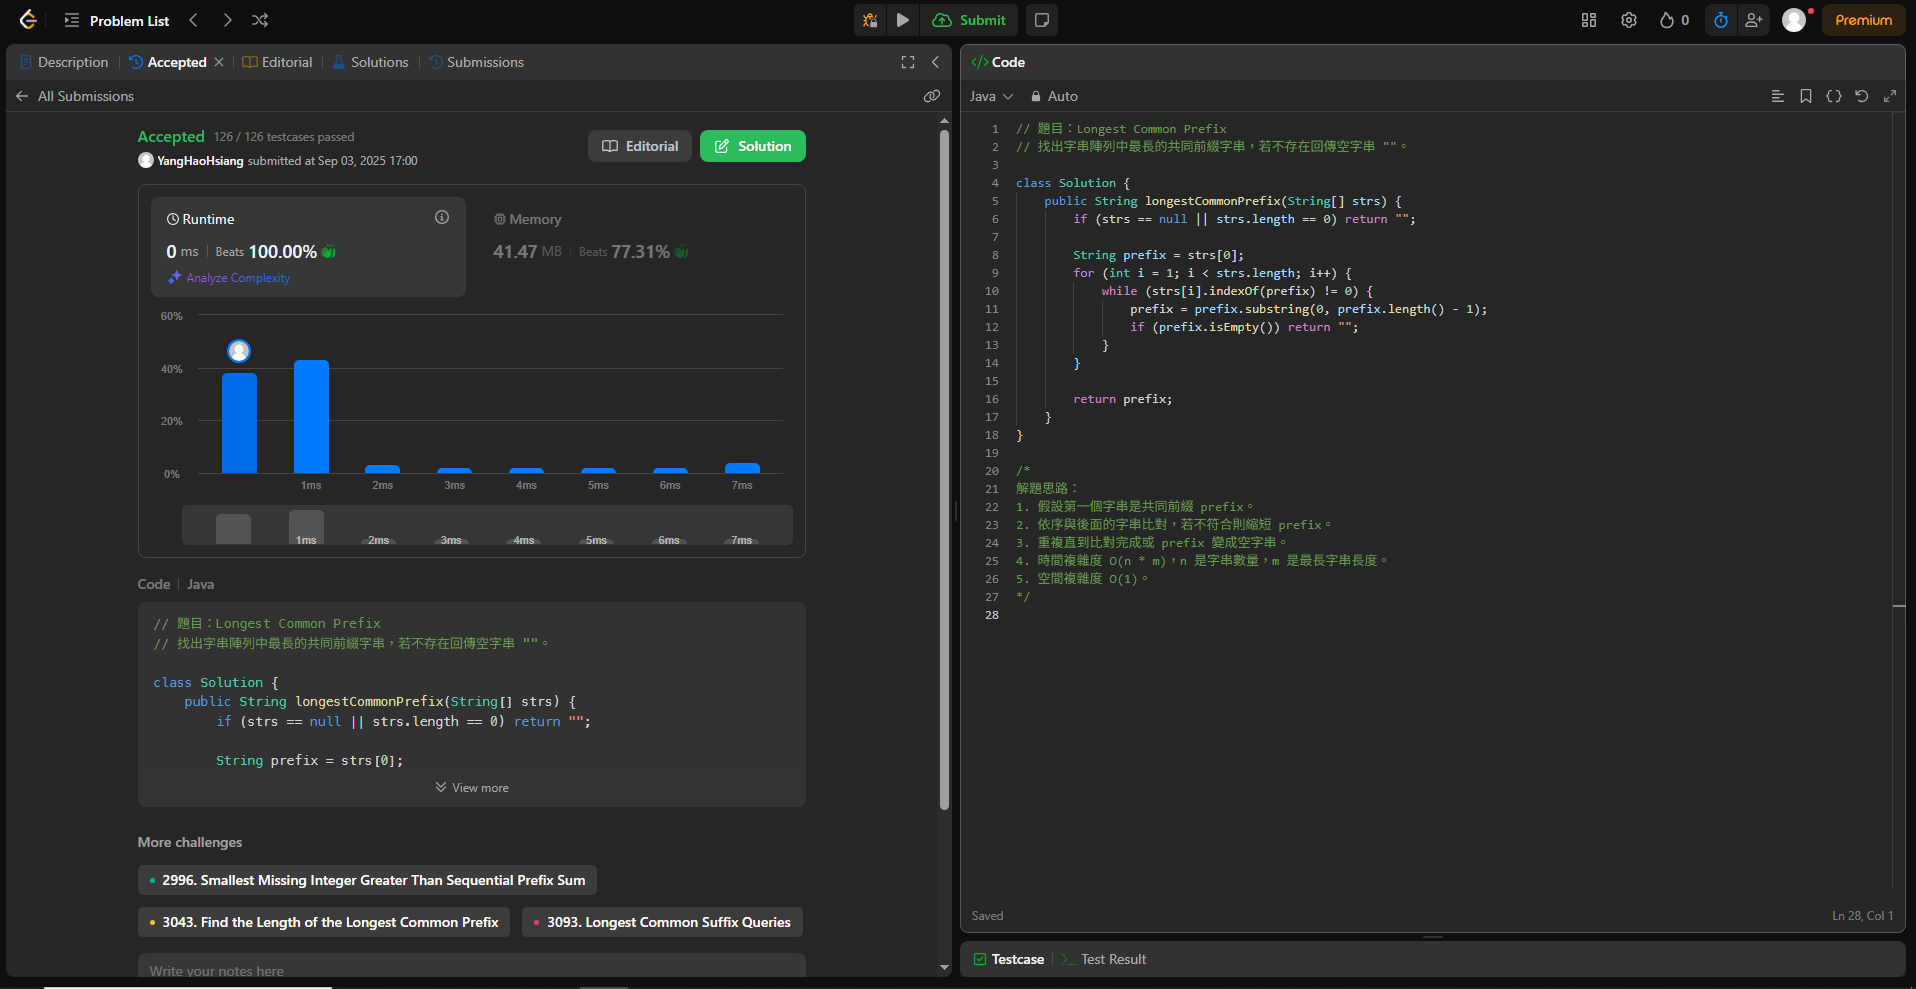 Problem List
Submit
0
Premium
Description
Accepted
Editorial
Solutions
Submissions
All Submissions
Accepted 126 / 126 testcases passed
YangHaoHsiang submitted at Sep 03, 2025 17:00
Editorial
Solution
Runtime
0 ms Beats 100.00%
Analyze Complexity
Memory
41.47 MB Beats 77.31%
60%
40%
20%
0%
1ms 2ms 3ms 4ms 5ms 6ms 7ms
1ms 2ms 3ms 4ms 5ms 6ms 7ms
Code Java
// 題目：Longest Common Prefix
// 找出字串陣列中最長的共同前綴字串，若不存在回傳空字串 ""。
class Solution {
public String longestCommonPrefix(String[] strs) {
if (strs == null || strs.length == 0) return "";
String prefix = strs[0];
View more
More challenges
2996. Smallest Missing Integer Greater Than Sequential Prefix Sum
3043. Find the Length of the Longest Common Prefix
3093. Longest Common Suffix Queries
Write your notes here
</> Code
Java
Auto
1 // 題目：Longest Common Prefix
2 // 找出字串陣列中最長的共同前綴字串，若不存在回傳空字串 ""。
3
4 class Solution {
5 public String longestCommonPrefix(String[] strs) {
6 if (strs == null || strs.length == 0) return "";
7
8 String prefix = strs[0];
9 for (int i = 1; i < strs.length; i++) {
10 while (strs[i].indexOf(prefix) != 0) {
11 prefix = prefix.substring(0, prefix.length() - 1);
12 if (prefix.isEmpty()) return "";
13 }
14 }
15
16 return prefix;
17 }
18 }
19
20 /*
21 解題思路：
22 1. 假設第一個字串是共同前綴 prefix。
23 2. 依序與後面的字串比對，若不符合則縮短 prefix。
24 3. 重複直到比對完成或 prefix 變成空字串。
25 4. 時間複雜度 O(n * m)，n 是字串數量，m 是最長字串長度。
26 5. 空間複雜度 O(1)。
27 */
28
Saved
Ln 28, Col 1
Testcase
Test Result